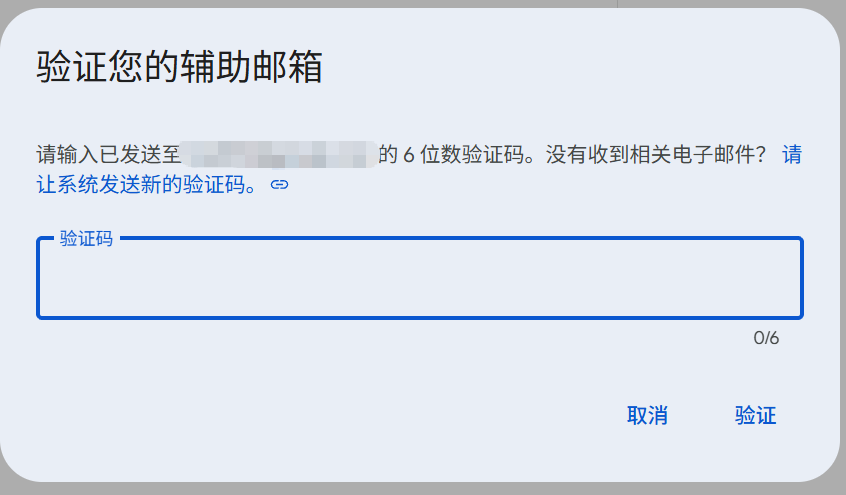 验证您的辅助邮箱
请输入已发送至 的 6 位数验证码。没有收到相关电子邮件？ 请
让系统发送新的验证码。
验证码
0/6
取消 验证